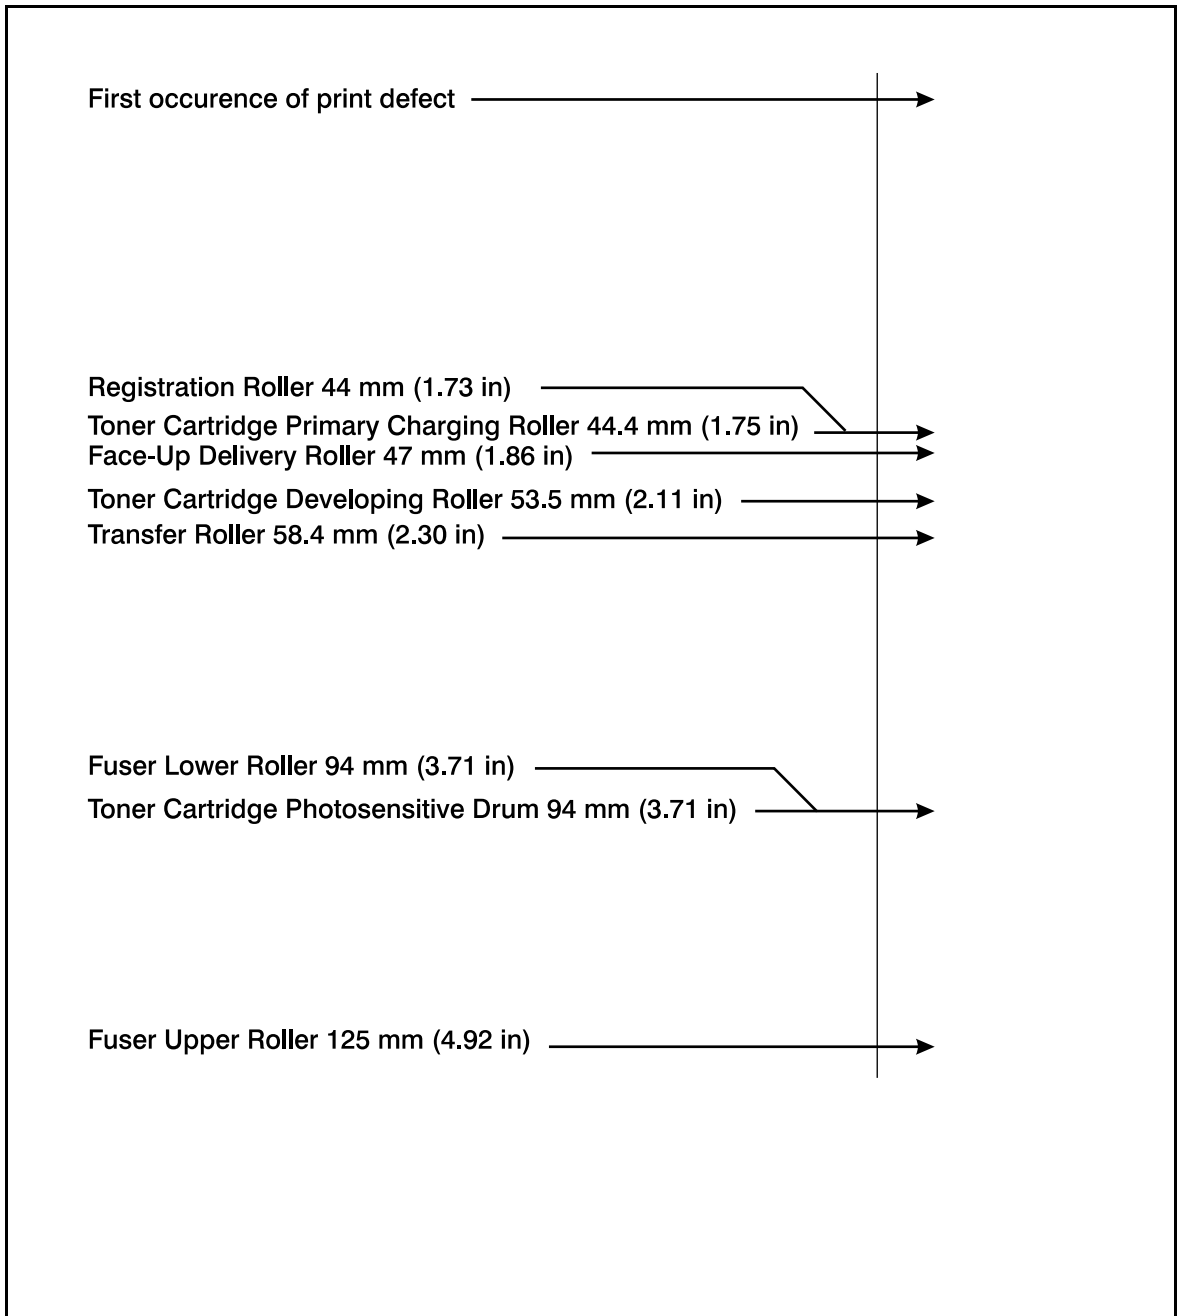 First occurence of print defect
Registration Roller 44 mm (1.73 in)
Toner Cartridge Primary Charging Roller 44.4 mm (1.75 in)
Face-Up Delivery Roller 47 mm (1.86 in)
Toner Cartridge Developing Roller 53.5 mm (2.11 in)
Transfer Roller 58.4 mm (2.30 in)
Fuser Lower Roller 94 mm (3.71 in)
Toner Cartridge Photosensitive Drum 94 mm (3.71 in)
Fuser Upper Roller 125 mm (4.92 in)